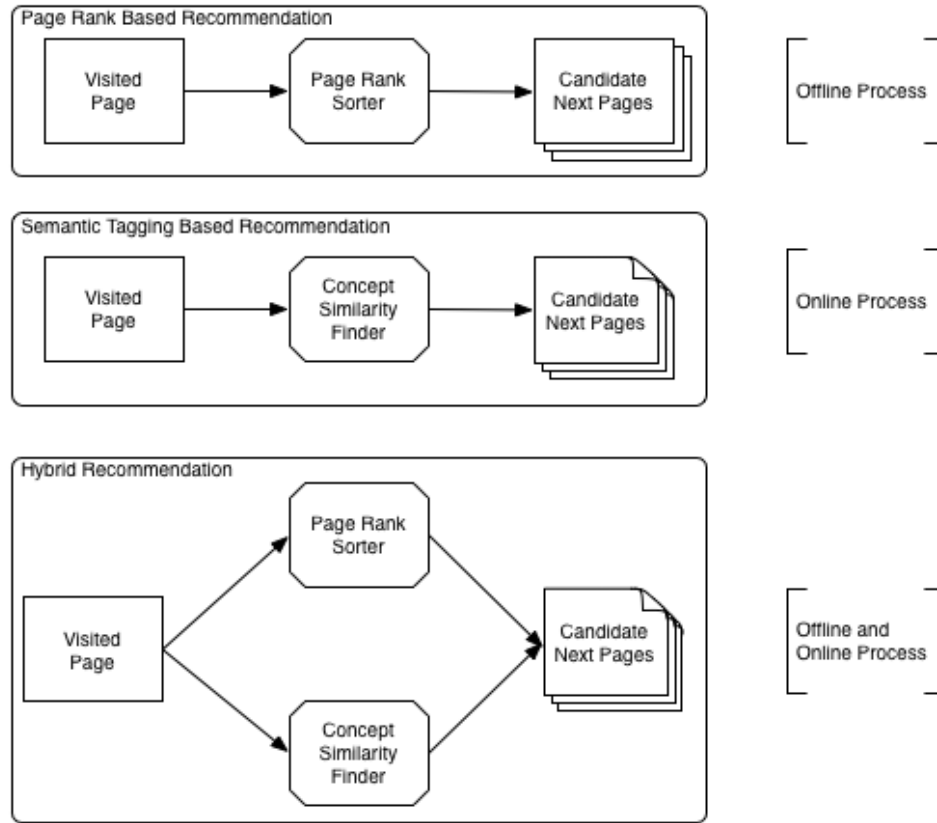 Page Rank Based Recommendation
Visited
Page
Page Rank
Sorter
Candidate
Next Pages
Offline Process
Semantic Tagging Based Recommendation
Visited
Page
Concept
Similarity
Finder
Candidate
Next Pages
Online Process
Hybrid Recommendation
Page Rank
Sorter
Visited
Page
Candidate
Next Pages
Offline and
Online Process
Concept
Similarity
Finder